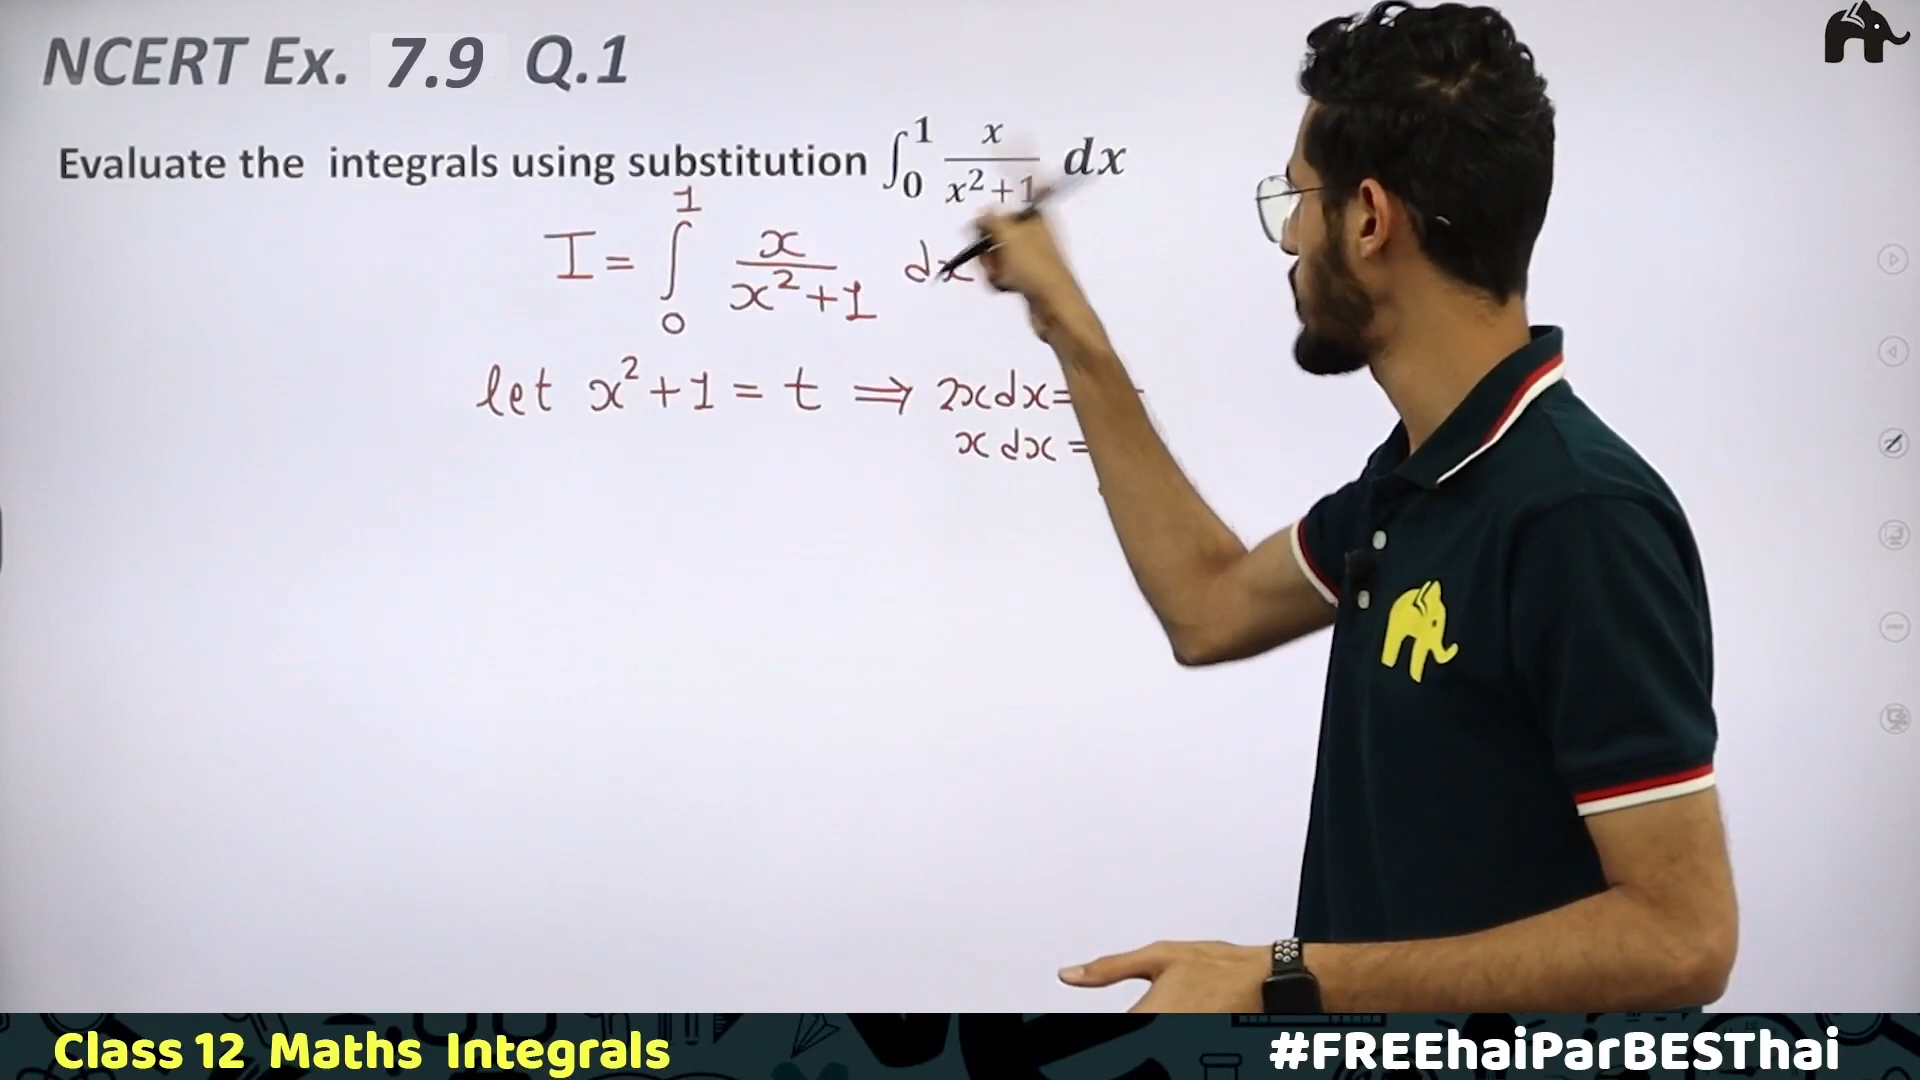 NCERT Ex. 7.9 Q.1
Evaluate the integrals using substitution ∫₀¹ x/(x²+1) dx
I = ∫₀¹ x/(x²+1) dx
let x²+1 = t ⇒ 2xdx=
x dx =
Class 12 Maths Integrals
#FREEhaiParBESThai